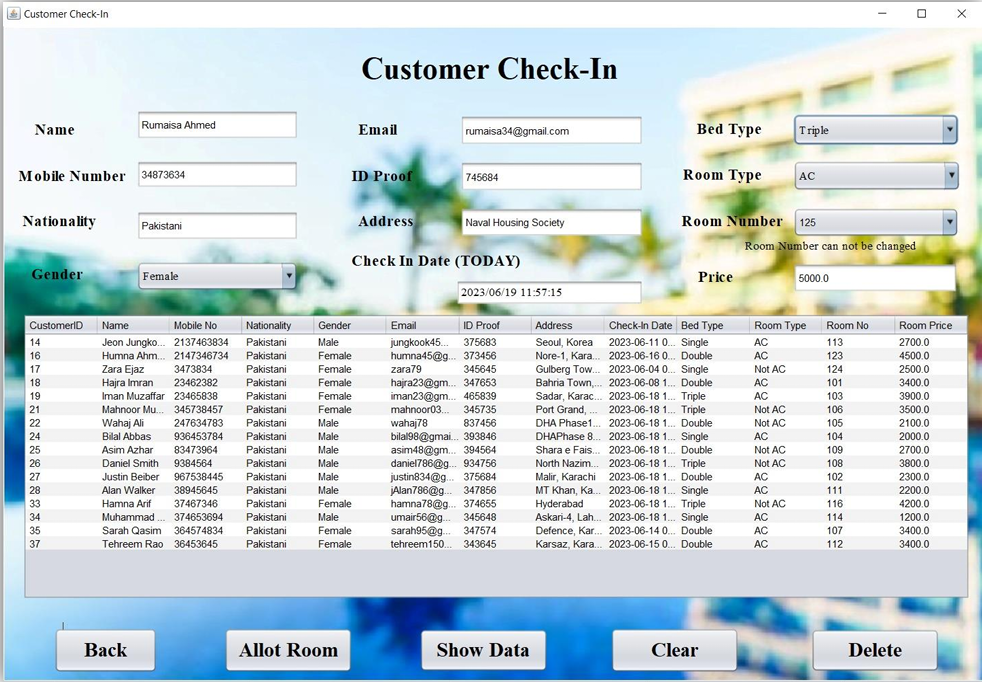 Customer Check-In
Customer Check-In
Name Rumaisa Ahmed Email rumaisa34@gmail.com Bed Type Triple
Mobile Number 34873634 ID Proof 745684 Room Type AC
Nationality Pakistani Address Naval Housing Society Room Number 125
Room Number can not be changed
Gender Female Check In Date (TODAY) 2023/06/19 11:57:15 Price 5000.0
CustomerID Name Mobile No Nationality Gender Email ID Proof Address Check-In Date Bed Type Room Type Room No Room Price
14 Jeon Jungko... 2137463834 Pakistani Male jungkook45... 375683 Seoul, Korea 2023-06-11 0... Single AC 113 2700.0
16 Humna Ahm... 2147346734 Pakistani Female humna45@g... 373456 Nore-1, Kara... 2023-06-16 0... Double AC 123 4500.0
17 Zara Ejaz 3473834 Pakistani Female zara79 345645 Gulberg Tow... 2023-06-04 0... Single Not AC 124 2500.0
18 Hajra Imran 23462382 Pakistani Female hajra23@gm... 347653 Bahria Town,... 2023-06-08 1... Double AC 101 3400.0
19 Iman Muzaffar 23465838 Pakistani Female iman23@gm... 465839 Sadar, Karac... 2023-06-18 1... Triple AC 103 3900.0
21 Mahnoor Mu... 345738457 Pakistani Female mahnoor03... 345735 Port Grand, ... 2023-06-18 1... Triple Not AC 106 3500.0
22 Wahaj Ali 247634783 Pakistani Male wahaj78 837456 DHA Phase1... 2023-06-18 1... Double Not AC 105 2100.0
24 Bilal Abbas 936453784 Pakistani Male bilal98@gmai... 393846 DHAPhase 8... 2023-06-18 1... Single AC 104 2000.0
25 Asim Azhar 83473964 Pakistani Male asim48@gm... 394564 Shara e Fais... 2023-06-18 1... Double Not AC 109 2700.0
26 Daniel Smith 9384564 Pakistani Male daniel786@g... 934756 North Nazim... 2023-06-18 1... Triple Not AC 108 3800.0
27 Justin Beiber 967538445 Pakistani Male justin834@g... 375684 Malir, Karachi 2023-06-18 1... Double AC 102 2300.0
28 Alan Walker 38945645 Pakistani Male jAlan786@g... 347856 MT Khan, Ka... 2023-06-18 1... Single AC 111 2200.0
33 Hamna Arif 37467346 Pakistani Female hamna78@g... 374655 Hyderabad 2023-06-18 1... Triple Not AC 116 4200.0
34 Muhammad ... 374653694 Pakistani Male umair56@g... 345648 Askari-4, Lah... 2023-06-18 1... Single AC 114 1200.0
35 Sarah Qasim 364574834 Pakistani Female sarah95@g... 347574 Defence, Kar... 2023-06-14 0... Double AC 107 3400.0
37 Tehreem Rao 36453645 Pakistani Female tehreem150... 343645 Karsaz, Kara... 2023-06-15 0... Double AC 112 3400.0
Back Allot Room Show Data Clear Delete